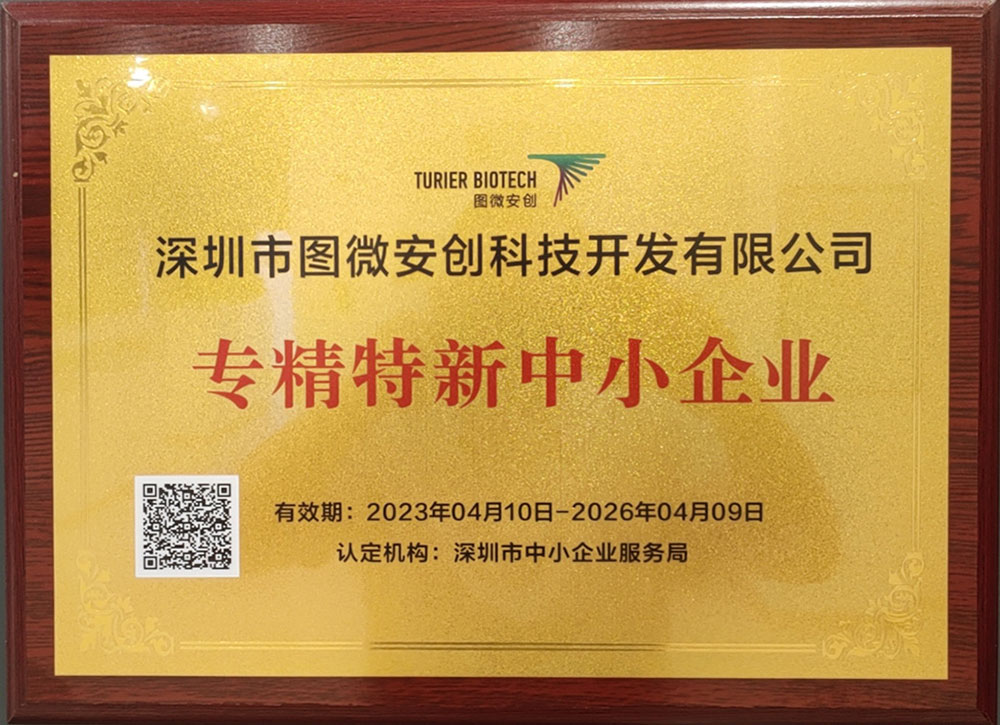 TURIER BIOTECH
图微安创
深圳市图微安创科技开发有限公司
专精特新中小企业
有效期：2023年04月10日-2026年04月09日
认定机构：深圳市中小企业服务局